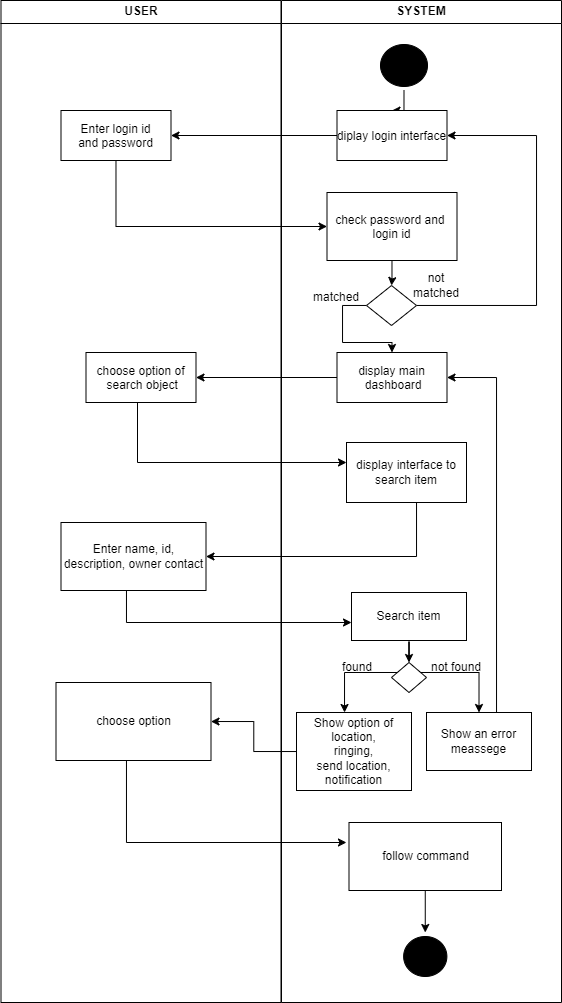 USER
SYSTEM
diplay login interface
Enter login id
and password
check password and
login id
not
matched
matched
display main
dashboard
choose option of
search object
display interface to
search item
Enter name, id,
description, owner contact
Search item
found
not found
choose option
Show option of
location,
ringing,
send location,
notification
Show an error
meassege
follow command